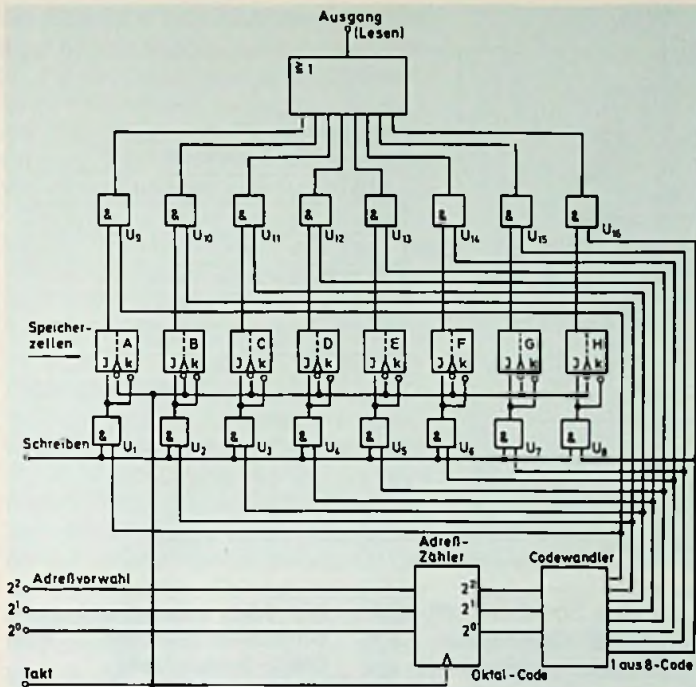 Ausgang
(Lesen)
≧ 1
& & & & & & & &
U9 U10 U11 U12 U13 U14 U15 U16
Speicher-
zellen
A B C D E F G H
J k J k J k J k J k J k J k J k
& & & & & & & &
Schreiben
U1 U2 U3 U4 U5 U6 U7 U8
Adreß-
Zähler
Codewandler
2² Adreßvorwahl 2²
2¹ 2¹
2⁰ 2⁰
Takt
Oktal-Code
1 aus 8-Code